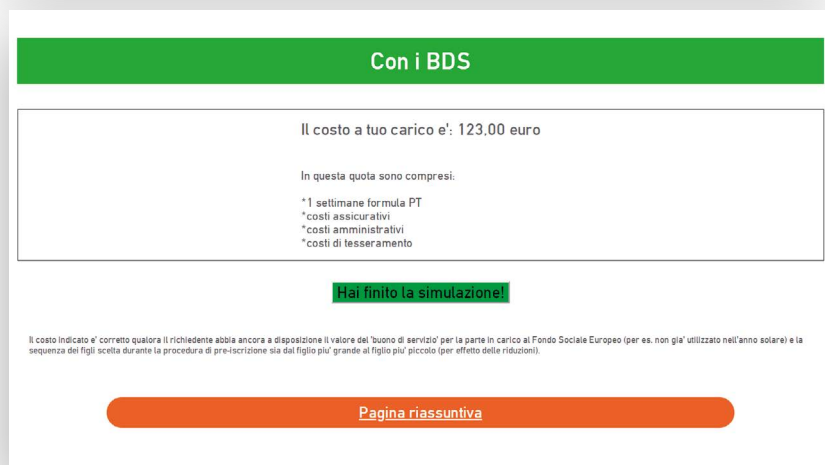 Con i BDS
Il costo a tuo carico e': 123,00 euro
In questa quota sono compresi:
*1 settimane formula PT
*costi assicurativi
*costi amministrativi
*costi di tesseramento
Hai finito la simulazione!
Il costo indicato e' corretto qualora il richiedente abbia ancora a disposizione il valore del 'buono di servizio' per la parte in carico al Fondo Sociale Europeo (per es. non gia' utilizzato nell'anno solare) e la
sequenza dei figli scelta durante la procedura di pre-iscrizione sia dal figlio piu' grande al figlio piu' piccolo (per effetto delle riduzioni).
Pagina riassuntiva